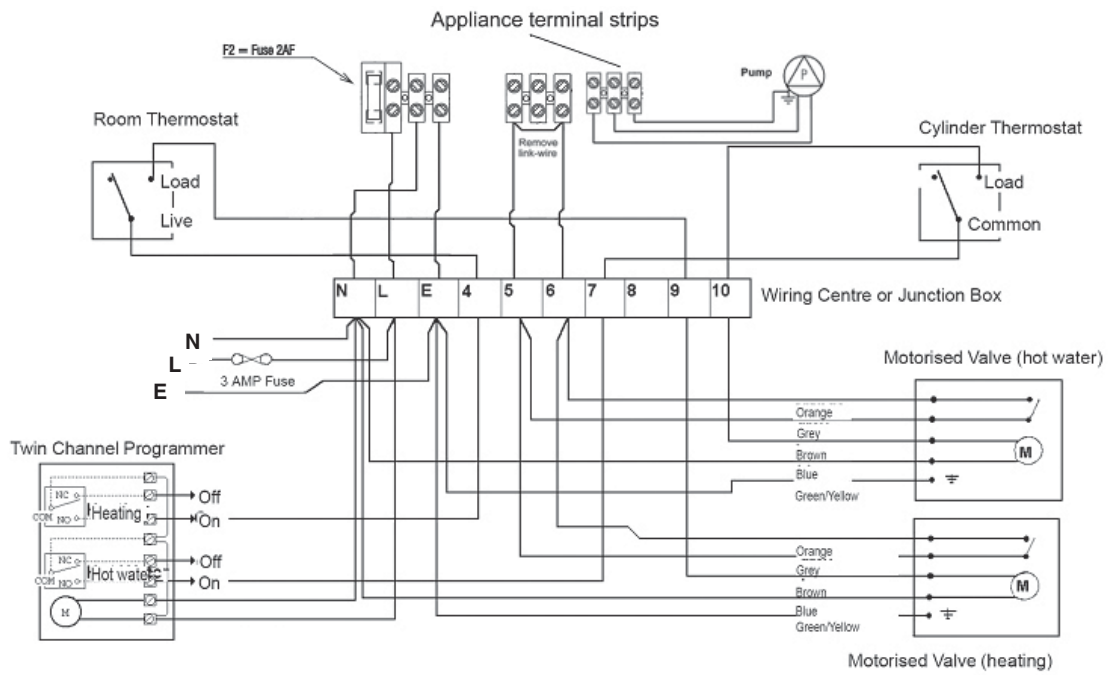 Appliance terminal strips
F2 = Fuse 2AF
Pump
P
Room Thermostat
Cylinder Thermostat
Remove
link-wire
Load
Live
Load
Common
N L E 4 5 6 7 8 9 10
Wiring Centre or Junction Box
N
L
3 AMP Fuse
E
Motorised Valve (hot water)
Orange
Grey
Brown
Blue
Green/Yellow
M
Twin Channel Programmer
NC
COM
NO
Heating
Off
On
NC
COM
NO
Hot water
Off
On
M
Orange
Grey
Brown
Blue
Green/Yellow
M
Motorised Valve (heating)